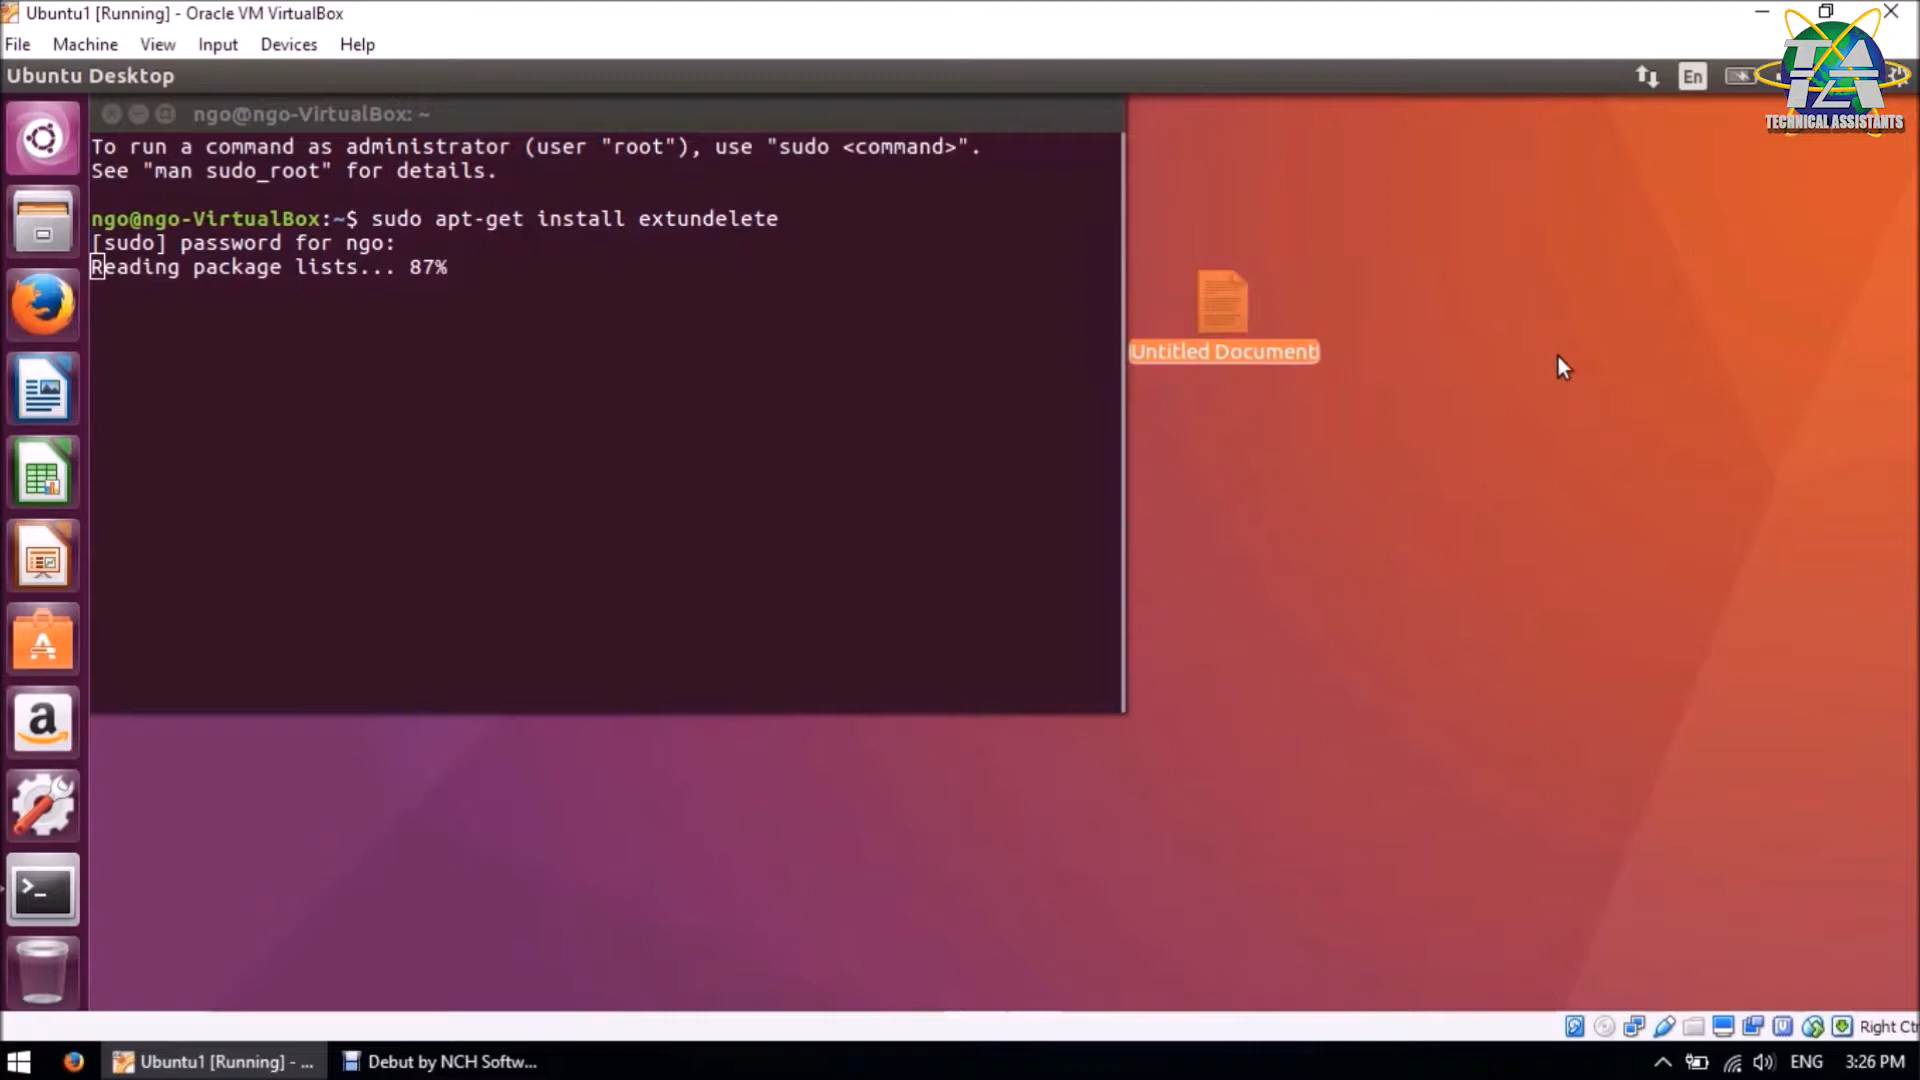 Ubuntu1 [Running] - Oracle VM VirtualBox
File Machine View Input Devices Help
Ubuntu Desktop
En
TA
TECHNICAL ASSISTANTS
ngo@ngo-VirtualBox: ~
To run a command as administrator (user "root"), use "sudo <command>".
See "man sudo_root" for details.
ngo@ngo-VirtualBox:~$ sudo apt-get install extundelete
[sudo] password for ngo:
Reading package lists... 87%
Untitled Document
Right Ctr
Ubuntu1 [Running] - ...
Debut by NCH Softw...
ENG
3:26 PM